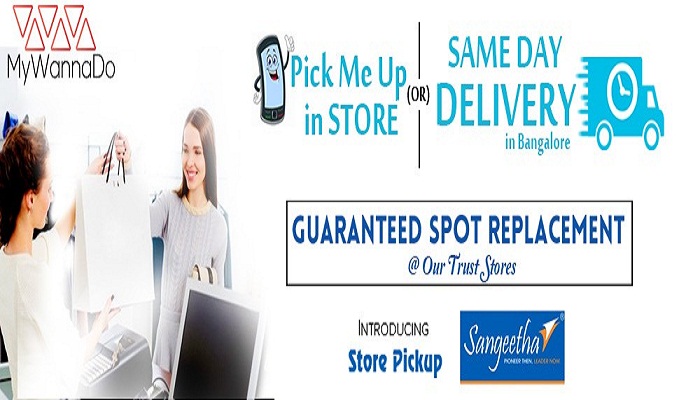 MyWannaDo
Pick Me Up
in STORE
(OR)
SAME DAY
DELIVERY
in Bangalore
GUARANTEED SPOT REPLACEMENT
@ Our Trust Stores
INTRODUCING
Store Pickup
Sangeetha
PIONEER THEN, LEADER NOW!